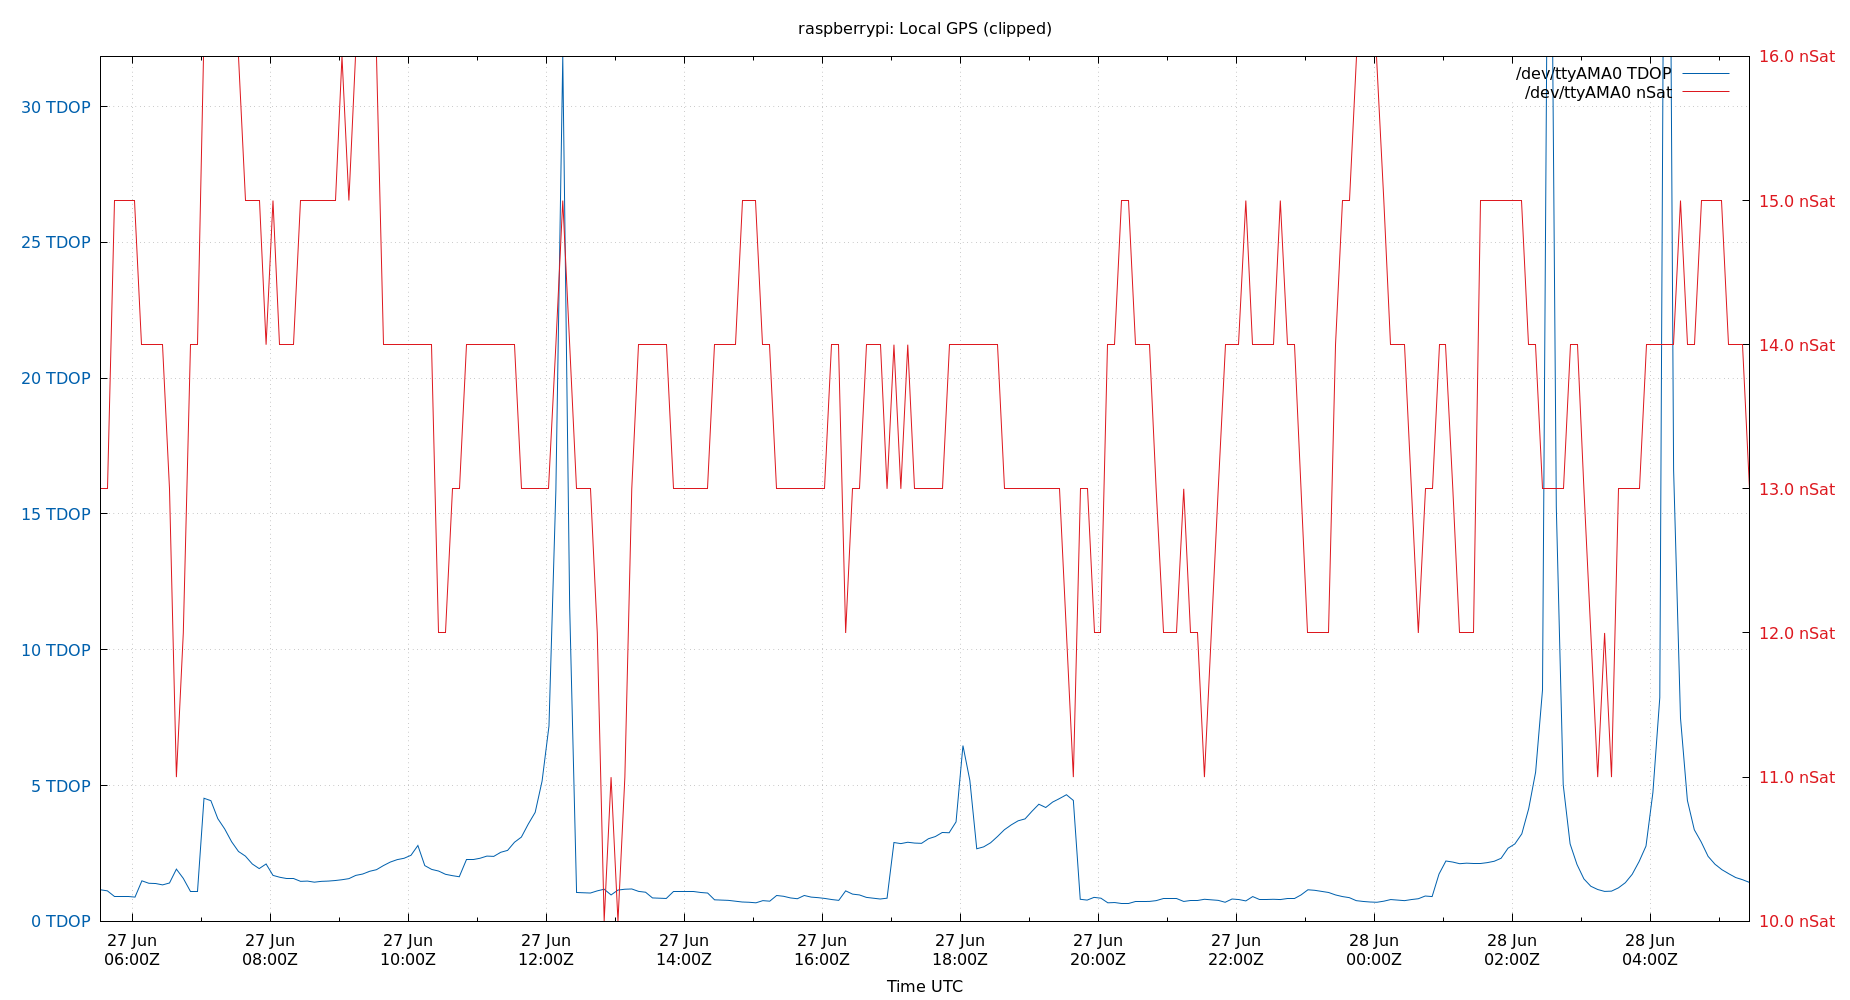 raspberrypi: Local GPS (clipped)
/dev/ttyAMA0 TDOP
/dev/ttyAMA0 nSat
30 TDOP
25 TDOP
20 TDOP
15 TDOP
10 TDOP
5 TDOP
0 TDOP
16.0 nSat
15.0 nSat
14.0 nSat
13.0 nSat
12.0 nSat
11.0 nSat
10.0 nSat
27 Jun
06:00Z
27 Jun
08:00Z
27 Jun
10:00Z
27 Jun
12:00Z
27 Jun
14:00Z
27 Jun
16:00Z
27 Jun
18:00Z
27 Jun
20:00Z
27 Jun
22:00Z
28 Jun
00:00Z
28 Jun
02:00Z
28 Jun
04:00Z
Time UTC